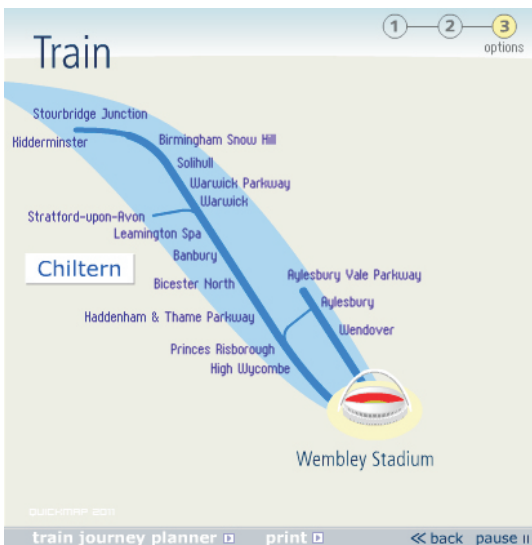 1 2 3
options
Train
Stourbridge Junction
Kidderminster
Birmingham Snow Hill
Solihull
Warwick Parkway
Warwick
Stratford-upon-Avon
Leamington Spa
Banbury
Chiltern
Bicester North
Aylesbury Vale Parkway
Aylesbury
Haddenham & Thame Parkway
Wendover
Princes Risborough
High Wycombe
Wembley Stadium
QUICKMAP 2011
train journey planner print << back pause